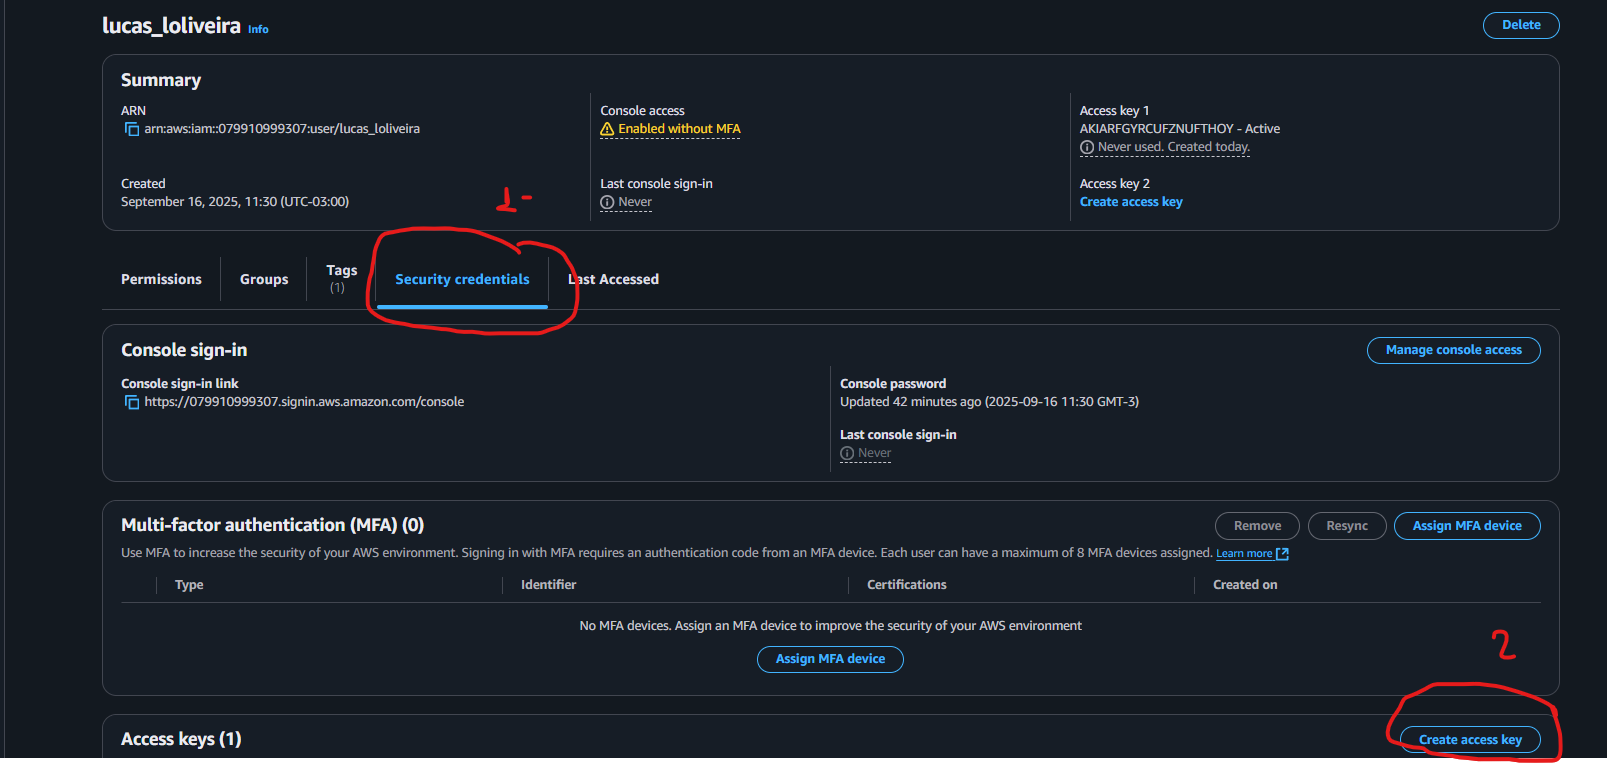 lucas_loliveira Info
Delete
Summary
ARN
arn:aws:iam::079910999307:user/lucas_loliveira
Console access
Enabled without MFA
Access key 1
AKIARFGYRCUFZNUFTHOY - Active
Never used. Created today.
Created
September 16, 2025, 11:30 (UTC-03:00)
1-
Last console sign-in
Never
Access key 2
Create access key
Permissions
Groups
Tags
(1)
Security credentials
Last Accessed
Console sign-in
Manage console access
Console sign-in link
https://079910999307.signin.aws.amazon.com/console
Console password
Updated 42 minutes ago (2025-09-16 11:30 GMT-3)
Last console sign-in
Never
Multi-factor authentication (MFA) (0)
Remove
Resync
Assign MFA device
Use MFA to increase the security of your AWS environment. Signing in with MFA requires an authentication code from an MFA device. Each user can have a maximum of 8 MFA devices assigned. Learn more
Type
Identifier
Certifications
Created on
No MFA devices. Assign an MFA device to improve the security of your AWS environment
Assign MFA device
2
Access keys (1)
Create access key